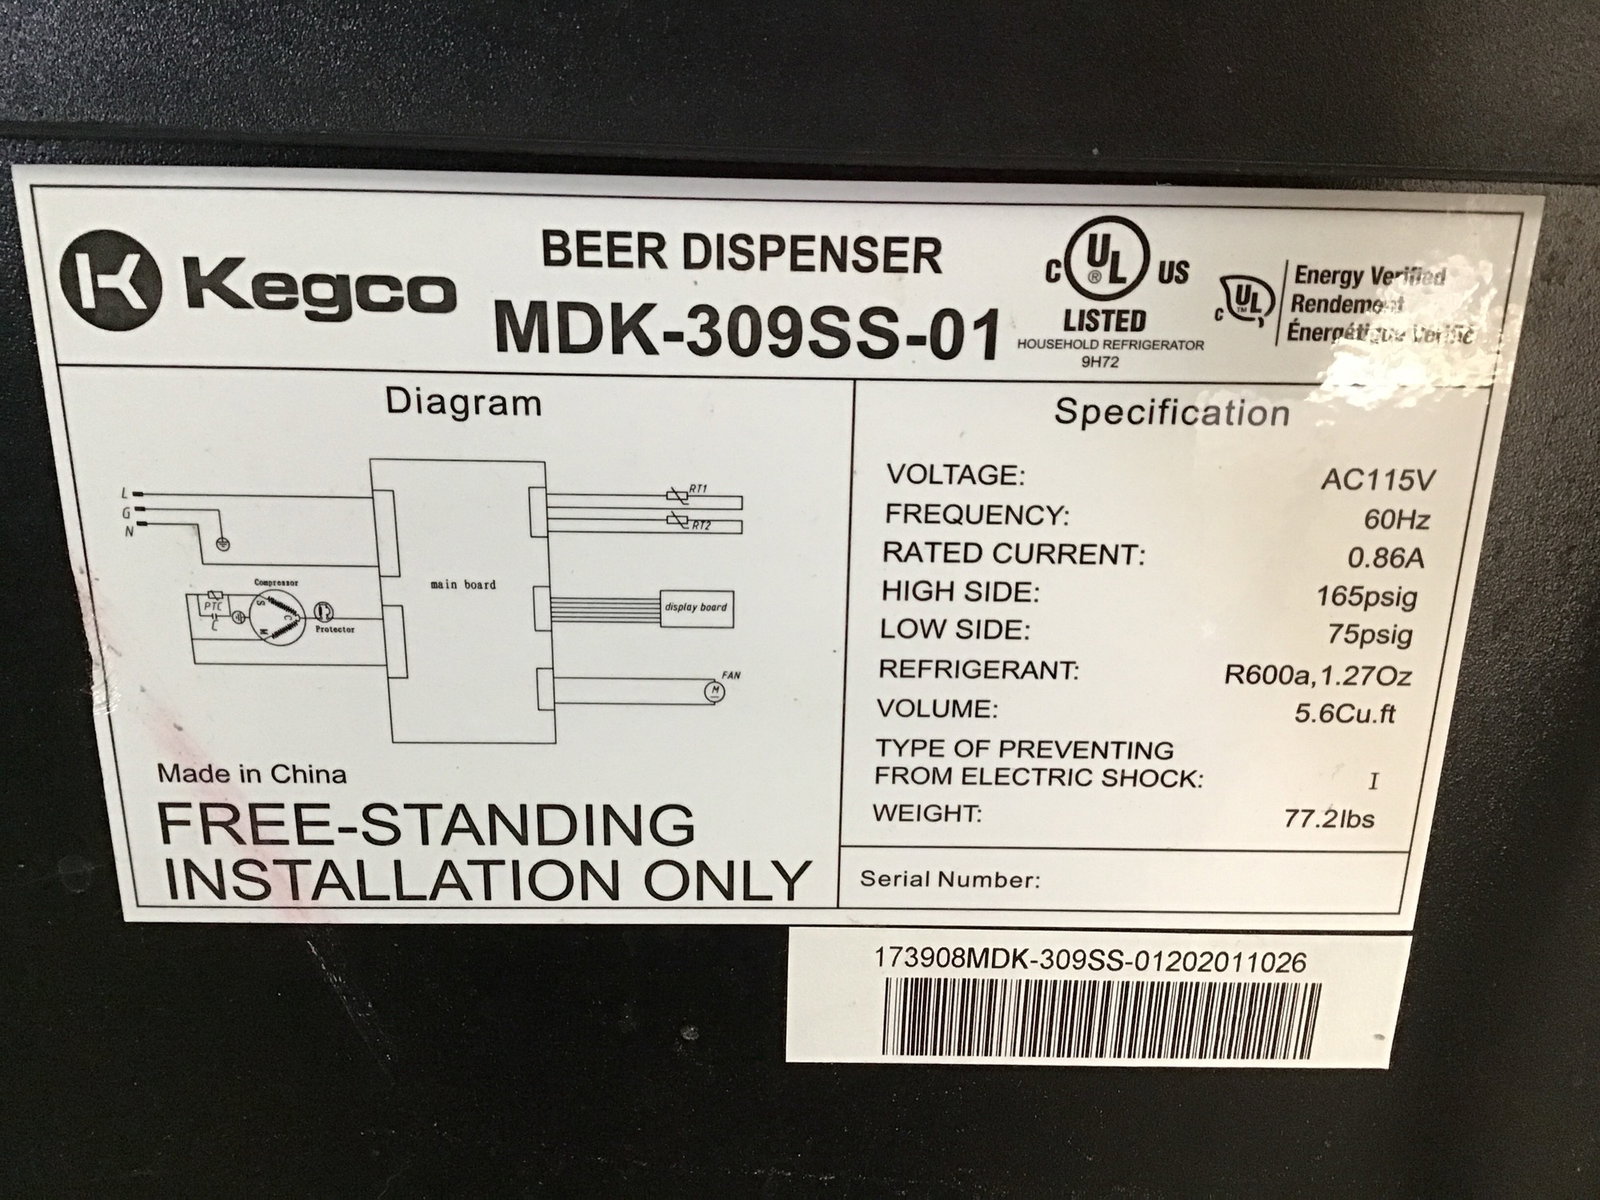 Kegco
BEER DISPENSER
MDK-309SS-01
C UL ® US
LISTED
HOUSEHOLD REFRIGERATOR
9H72
C UL ™
Energy Verified
Rendement
Énergétique Vérifié
Diagram
L
G
N
RT1
RT2
main board
display board
Compressor
PTC
C
S
C
M
Protector
FAN
M
Made in China
FREE-STANDING
INSTALLATION ONLY
Specification
VOLTAGE: AC115V
FREQUENCY: 60Hz
RATED CURRENT: 0.86A
HIGH SIDE: 165psig
LOW SIDE: 75psig
REFRIGERANT: R600a,1.27Oz
VOLUME: 5.6Cu.ft
TYPE OF PREVENTING
FROM ELECTRIC SHOCK: I
WEIGHT: 77.2lbs
Serial Number:
173908MDK-309SS-01202011026